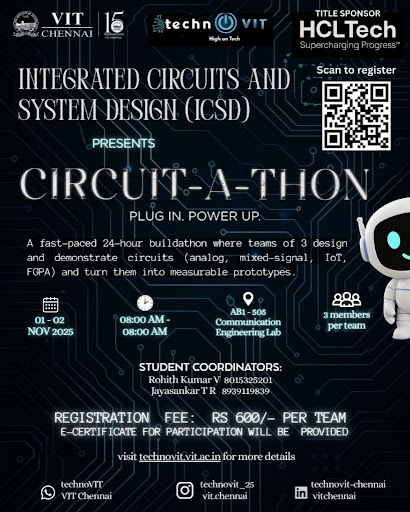 VIT
CHENNAI
15
techno VIT
High on Tech
TITLE SPONSOR
HCLTech
Supercharging Progress™
Scan to register
INTEGRATED CIRCUITS AND
SYSTEM DESIGN (ICSD)
PRESENTS
CIRCUIT-A-THON
PLUG IN. POWER UP.
A fast-paced 24-hour buildathon where teams of 3 design
and demonstrate circuits (analog, mixed-signal, IoT,
FGPA) and turn them into measurable prototypes.
01 - 02
NOV 2025
08:00 AM -
08:00 AM
AB1 - 505
Communication
Engineering Lab
3 members
per team
STUDENT COORDINATORS:
Rohith Kumar V 8015325201
Jayasankar T R 8939119839
REGISTRATION FEE: RS 600/- PER TEAM
E-CERTIFICATE FOR PARTICIPATION WILL BE PROVIDED
visit technovit.vit.ac.in for more details
technoVIT
VIT Chennai
technovit_25
vit.chennai
technovit-chennai
vitchennai